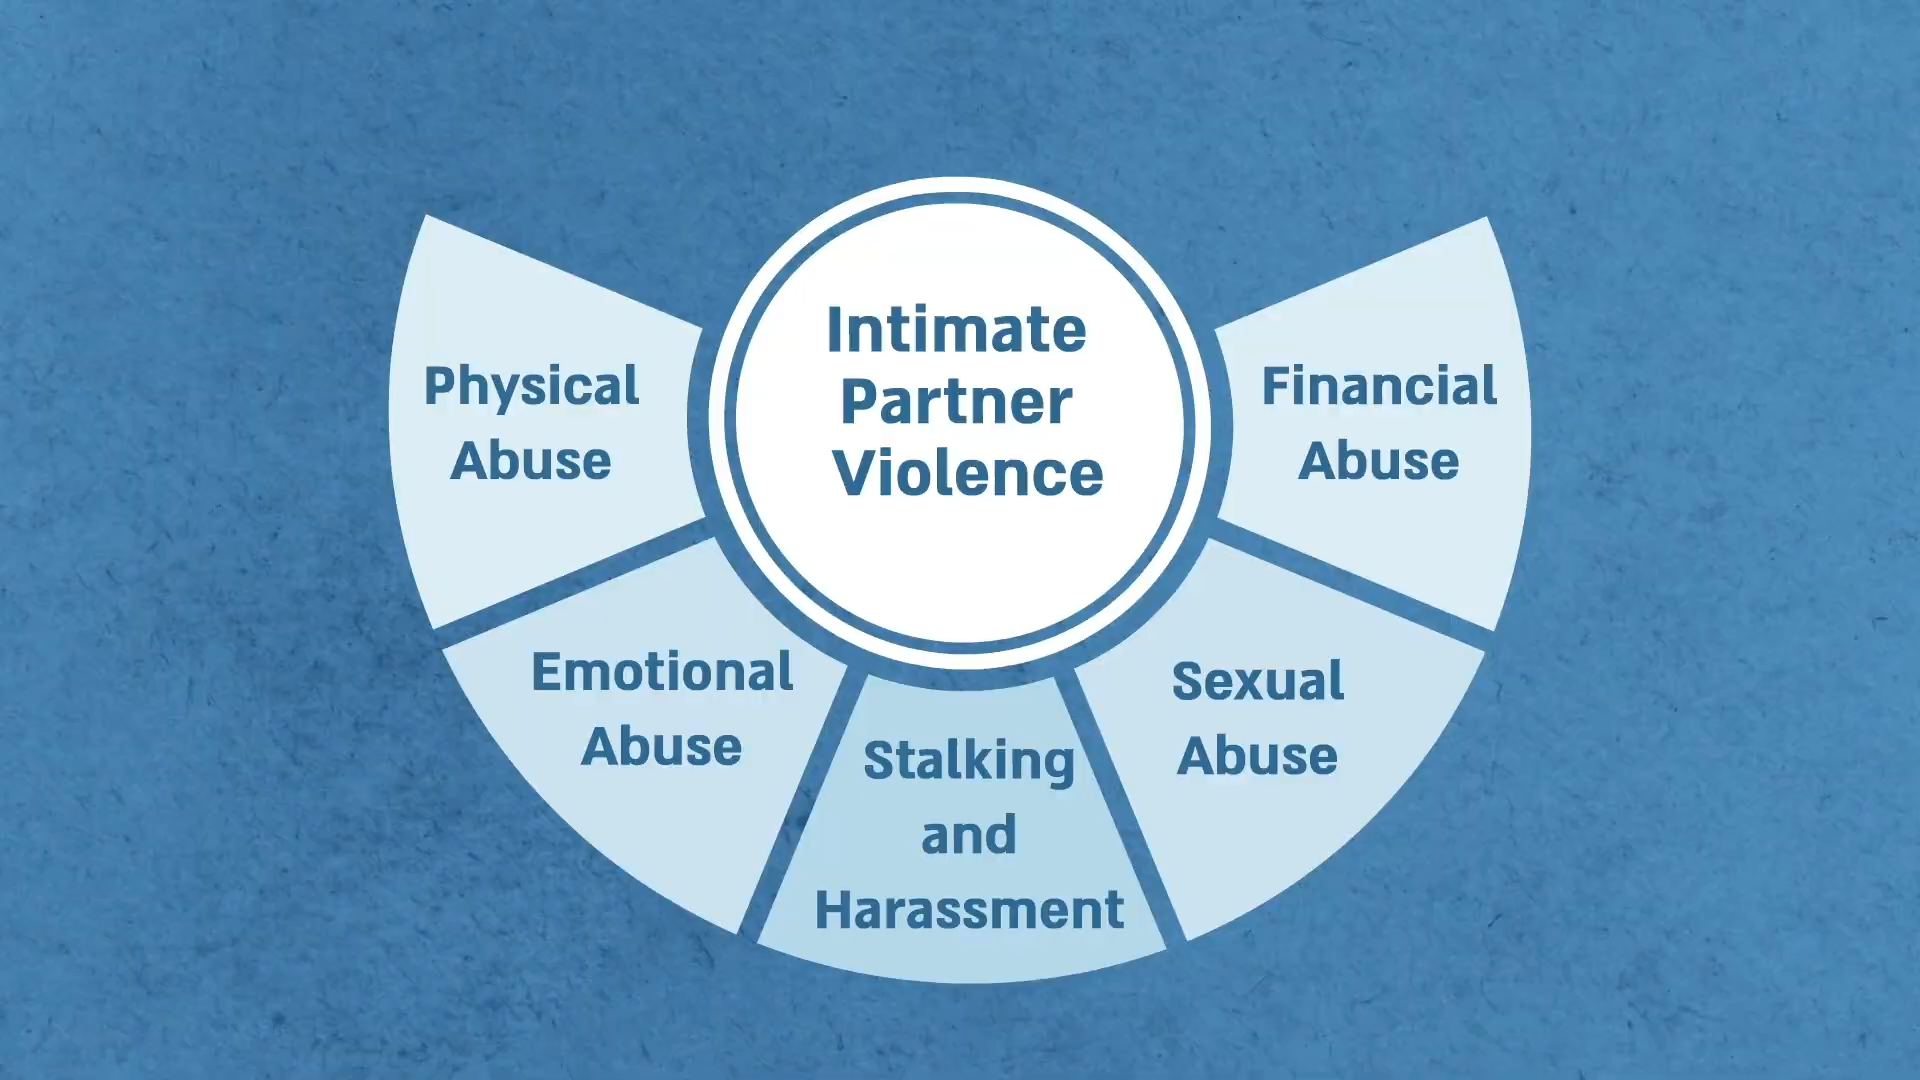 Intimate
Partner
Violence
Physical
Abuse
Emotional
Abuse
Stalking
and
Harassment
Sexual
Abuse
Financial
Abuse